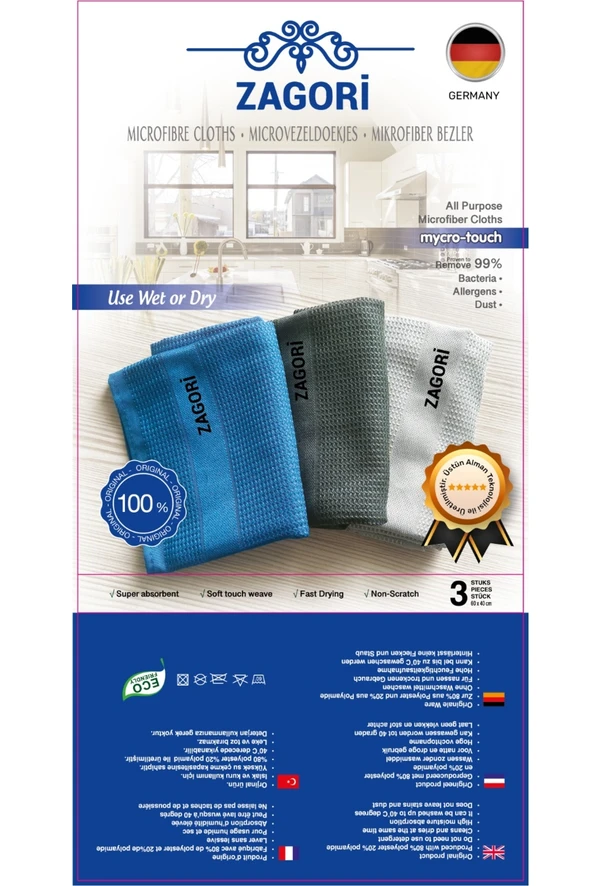 ZAGORİ
GERMANY
MICROFIBRE CLOTHS • MICROVEZELDOEKJES • MIKROFIBER BEZLER
All Purpose
Microfiber Cloths
mycro-touch
Proven to
Remove 99%
Bacteria •
Allergens •
Dust •
Use Wet or Dry
ZAGORİ
ZAGORİ
ZAGORİ
ORIGINAL - ORIGINAL - ORIGINAL - ORIGINAL -
100 %
Üstün Alman Teknolojisi ile Üretilmiştir.
√ Super absorbent
√ Soft touch weave
√ Fast Drying
√ Non-Scratch
3 STUKS
PIECES
STÜCK
60 x 40 cm
• Original product
• Produced with 80% polyester 20% polyamide
• Do not need to use detergent
• Cleans and dries at the same time
• High moisture absorption
• It can be washed up to 40°C degrees
• Does not leave stains and dust
• Produit d'origine
• Fabriqué avec 80% de polyester et 20%de polyamide
• Laver sans lessive
• Pour usage humide et sec
• Absorption d'humidité élevée
• Peut être lavé jusqu'à 40 degrés
• Ne laisse pas de taches et de poussière
• Origineel product
• Geproduceerd met 80% polyester
en 20% polyamide
• Wassen zonder wasmiddel
• Voor natte en droge gebruik
• Hoge vochtopname
• Kan gewassen worden tot 40 graden
• Laat geen vlekken en stof achter
• Orijinal ürün
• Islak ve kuru kullanım için.
• Yüksek su çekme kapasitesine sahiptir.
• %80 polyester %20 polyamid ile üretilmiştir.
• 40°C derecede yıkanabilir.
• Leke ve toz bırakmaz.
• Deterjan kullanmanıza gerek yoktur.
• Originale Ware
• Zur 80% aus Polyester und 20% aus Polyamide
• Ohne Waschmittel waschen
• Für nassen und trockenen Gebrauch
• Hohe Feuchtigkeitsaufnahme
• Kann bei bis zu 40°C gewaschen werden
• Hinterlässt keine Flecken und Staub
ECO
FRIENDLY